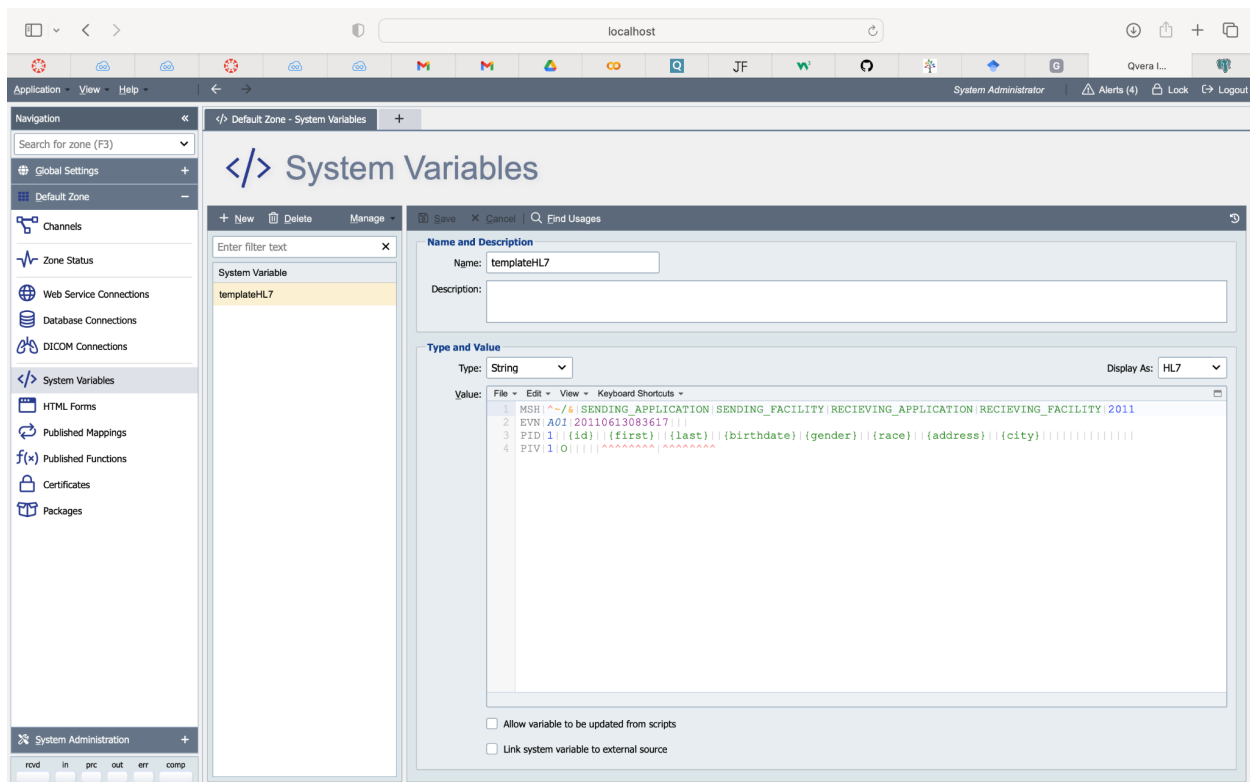 localhost
JF
G
Qvera I...
Application View Help
System Administrator
Alerts (4)
Lock
Logout
Navigation
Search for zone (F3)
Global Settings
Default Zone
Channels
Zone Status
Web Service Connections
Database Connections
DICOM Connections
System Variables
HTML Forms
Published Mappings
Published Functions
Certificates
Packages
System Administration
rcvd in prc out err comp
</> Default Zone - System Variables +
</> System Variables
+ New Delete Manage
Enter filter text
System Variable
templateHL7
Save Cancel Find Usages
Name and Description
Name: templateHL7
Description:
Type and Value
Type: String
Display As: HL7
Value: File Edit View Keyboard Shortcuts
1 MSH|^~/&|SENDING_APPLICATION|SENDING_FACILITY|RECIEVING_APPLICATION|RECIEVING_FACILITY|2011
2 EVN|A01|20110613083617|||
3 PID|1||{id}||{first}||{last}||{birthdate}|{gender}||{race}||{address}||{city}||||||||||||||
4 PIV|1|O|||||^^^^^^^^|^^^^^^^^
Allow variable to be updated from scripts
Link system variable to external source